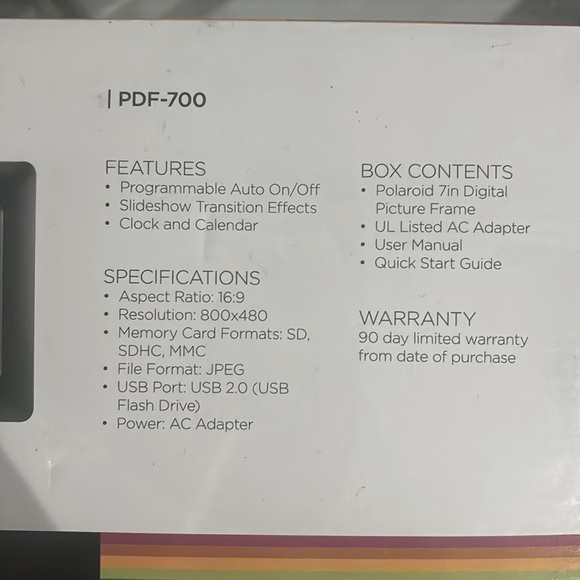 | PDF-700
FEATURES
• Programmable Auto On/Off
• Slideshow Transition Effects
• Clock and Calendar
SPECIFICATIONS
• Aspect Ratio: 16:9
• Resolution: 800x480
• Memory Card Formats: SD,
SDHC, MMC
• File Format: JPEG
• USB Port: USB 2.0 (USB
Flash Drive)
• Power: AC Adapter
BOX CONTENTS
• Polaroid 7in Digital
Picture Frame
• UL Listed AC Adapter
• User Manual
• Quick Start Guide
WARRANTY
90 day limited warranty
from date of purchase